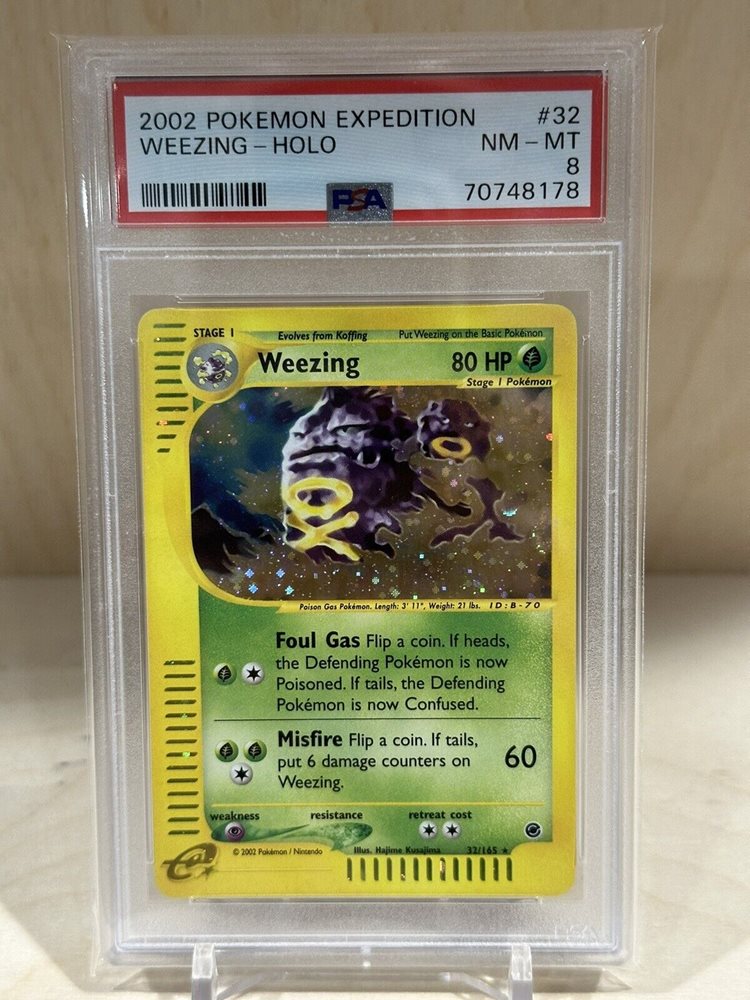 2002 POKEMON EXPEDITION #32
WEEZING - HOLO NM - MT
8
PSA 70748178
STAGE 1 Evolves from Koffing Put Weezing on the Basic Pokémon
Weezing 80 HP
Stage 1 Pokémon
Poison Gas Pokémon. Length: 3' 11", Weight: 21 lbs. ID:B-70
Foul Gas Flip a coin. If heads,
the Defending Pokémon is now
Poisoned. If tails, the Defending
Pokémon is now Confused.
Misfire Flip a coin. If tails,
put 6 damage counters on
Weezing.
60
weakness resistance retreat cost
© 2002 Pokémon / Nintendo Illus. Hajime Kusajima 32/165 ★
e
PSA